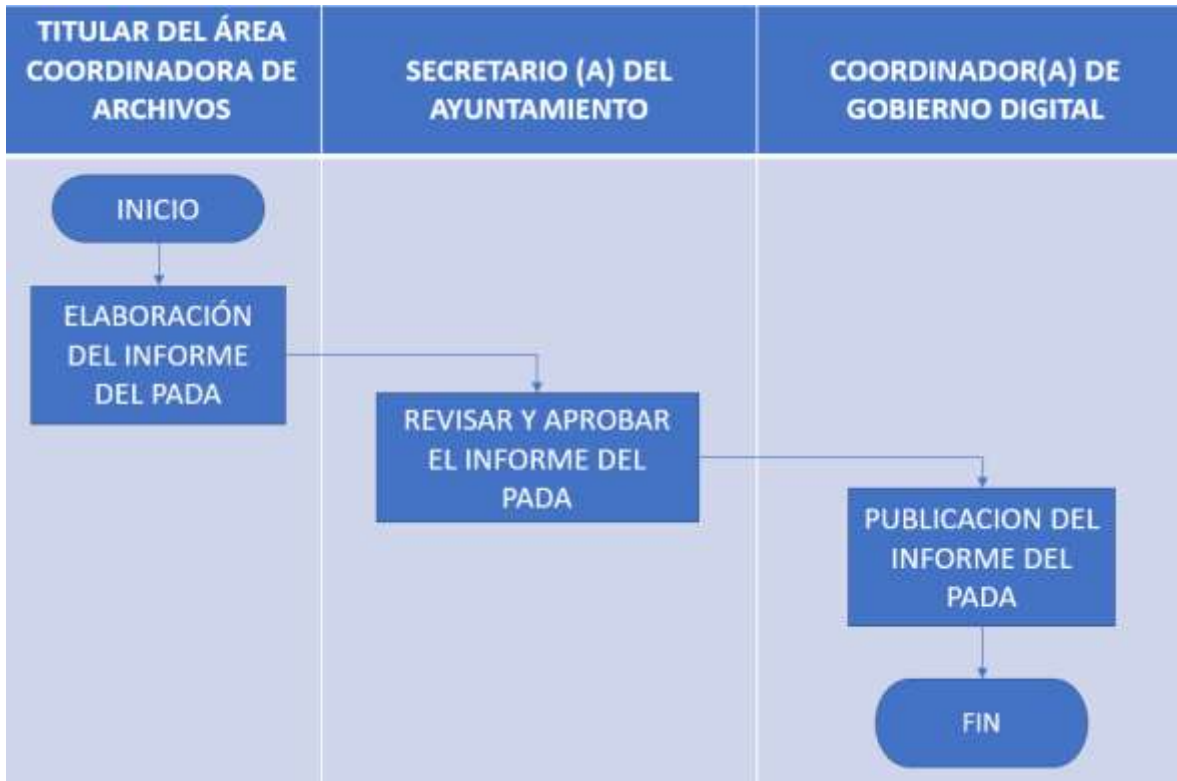 TITULAR DEL ÁREA
COORDINADORA DE
ARCHIVOS
SECRETARIO (A) DEL
AYUNTAMIENTO
COORDINADOR(A) DE
GOBIERNO DIGITAL
INICIO
ELABORACIÓN
DEL INFORME
DEL PADA
REVISAR Y APROBAR
EL INFORME DEL
PADA
PUBLICACION DEL
INFORME DEL
PADA
FIN